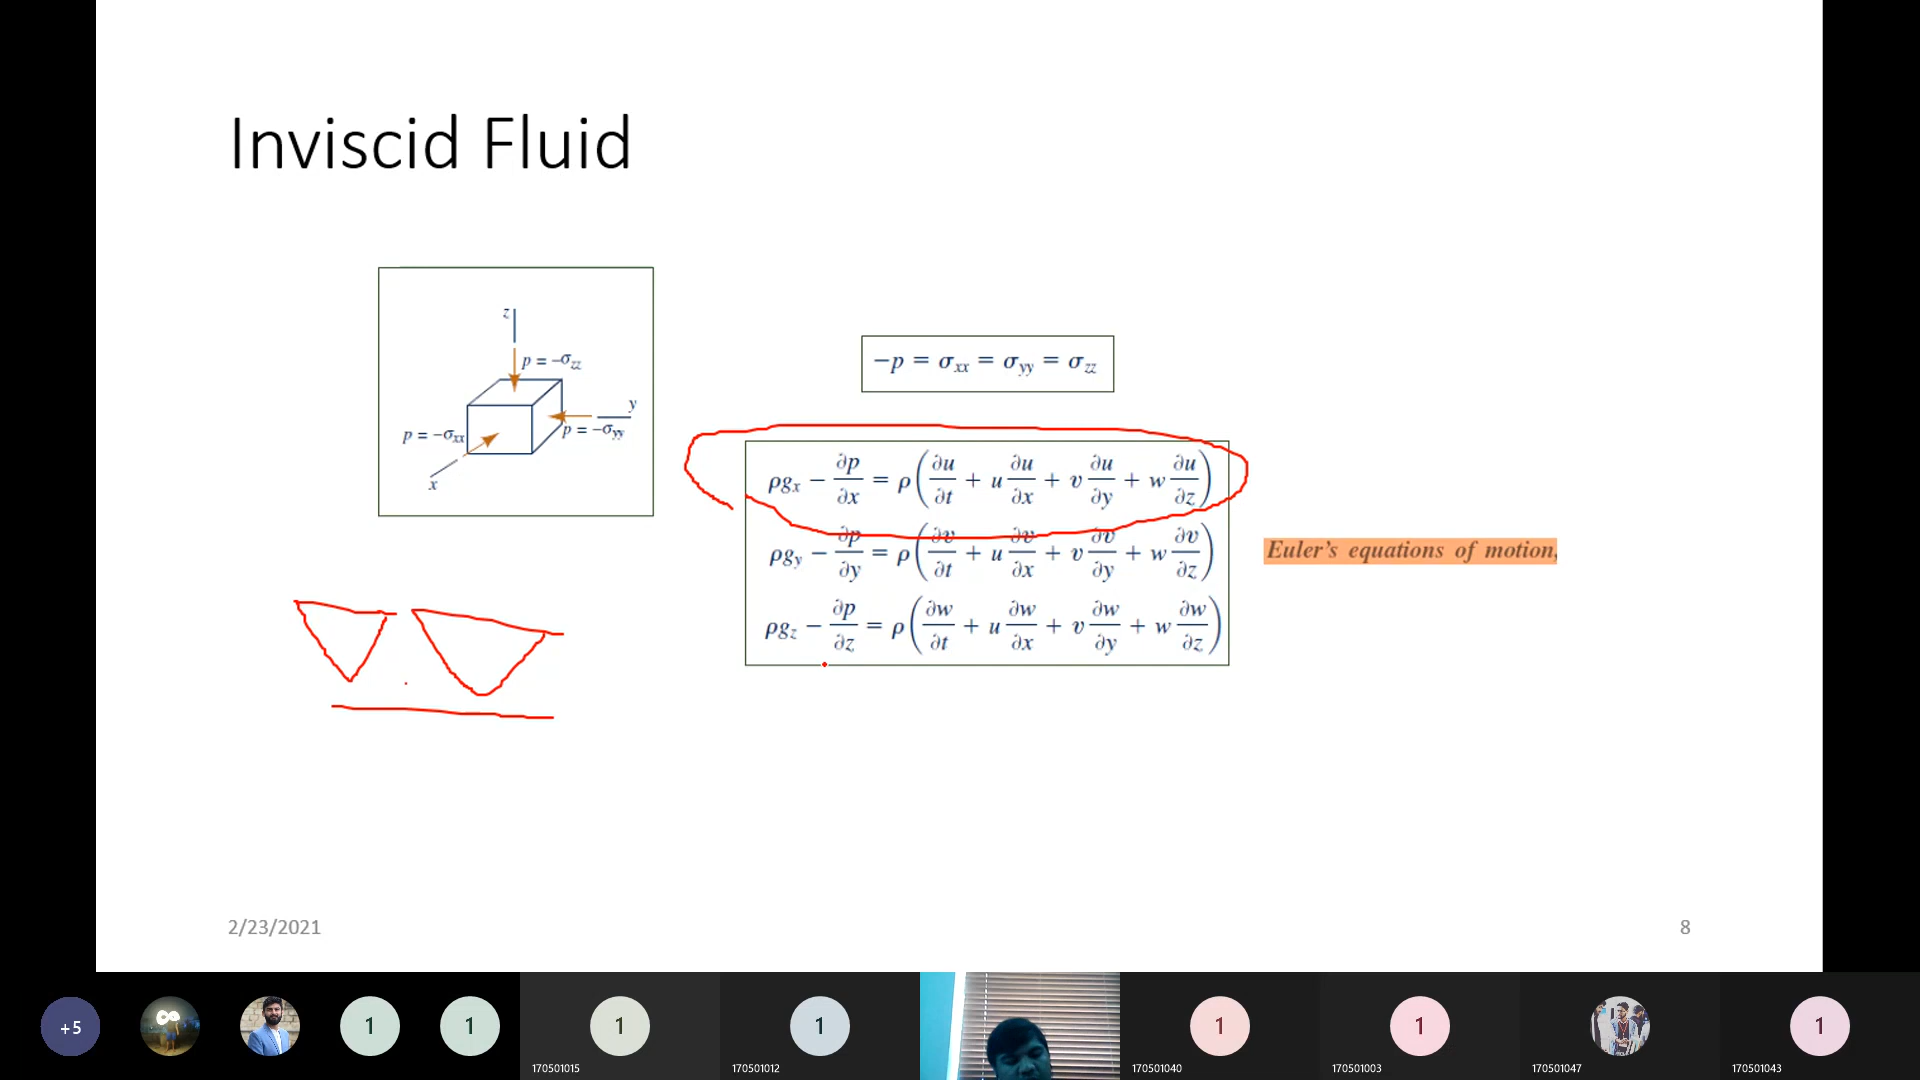 Inviscid Fluid
z
p = −σzz
y
p = −σxx
p = −σyy
x
−p = σxx = σyy = σzz
ρgx − ∂p/∂x = ρ(∂u/∂t + u ∂u/∂x + v ∂u/∂y + w ∂u/∂z)
ρgy − ∂p/∂y = ρ(∂v/∂t + u ∂v/∂x + v ∂v/∂y + w ∂v/∂z)
Euler's equations of motion,
ρgz − ∂p/∂z = ρ(∂w/∂t + u ∂w/∂x + v ∂w/∂y + w ∂w/∂z)
2/23/2021
8
+5
1
1
1
1
1
1
1
170501015
170501012
170501040
170501003
170501047
170501043